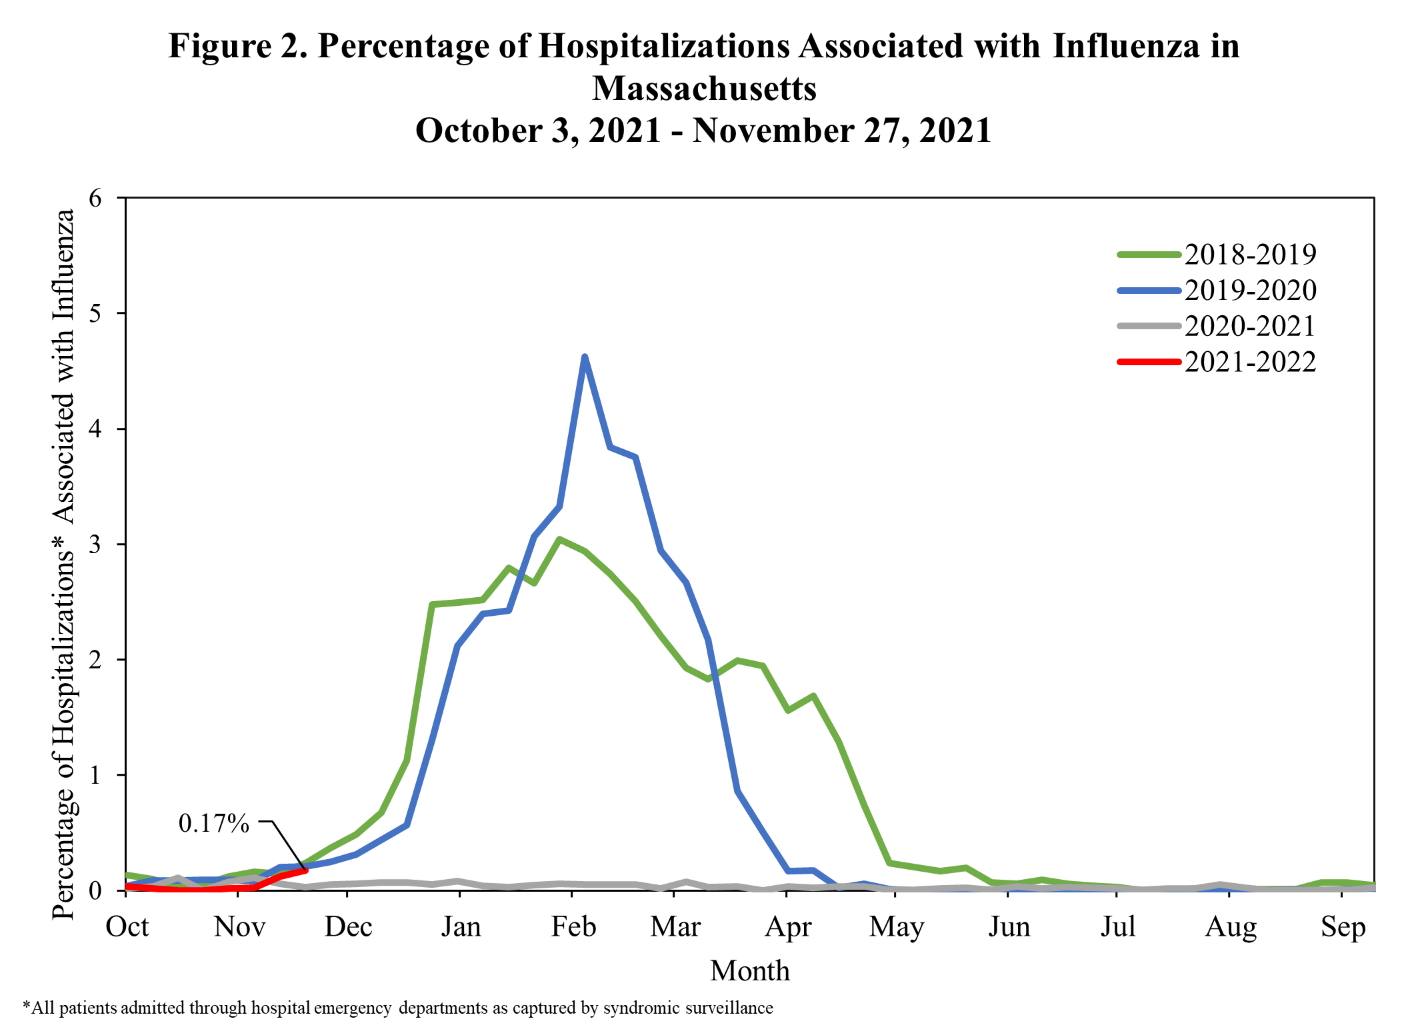 Figure 2. Percentage of Hospitalizations Associated with Influenza in
Massachusetts
October 3, 2021 - November 27, 2021
Percentage of Hospitalizations* Associated with Influenza
6
5
4
3
2
1
0
2018-2019
2019-2020
2020-2021
2021-2022
0.17%
Oct Nov Dec Jan Feb Mar Apr May Jun Jul Aug Sep
Month
*All patients admitted through hospital emergency departments as captured by syndromic surveillance